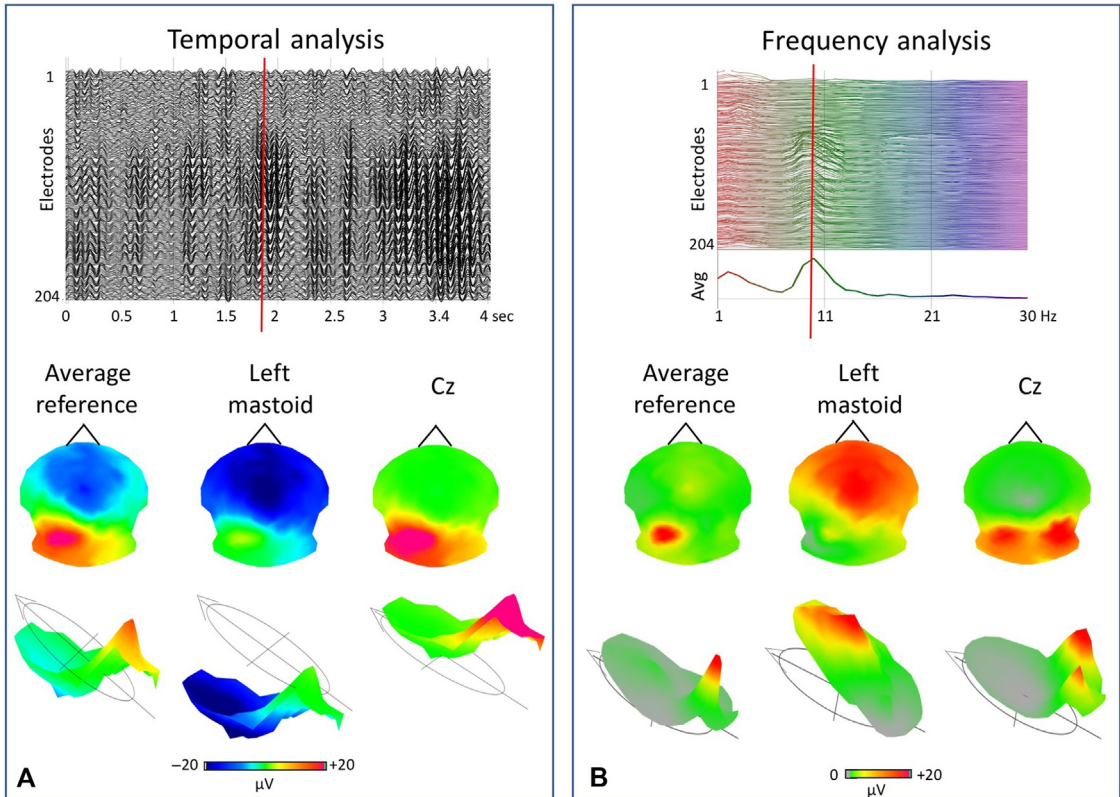 Temporal analysis
1
Electrodes
204
0 0.5 1 1.5 2 2.5 3 3.4 4 sec
Average reference
Left mastoid
Cz
−20 +20
μV
A
Frequency analysis
1
Electrodes
204
Avg
1 11 21 30 Hz
Average reference
Left mastoid
Cz
0 +20
μV
B